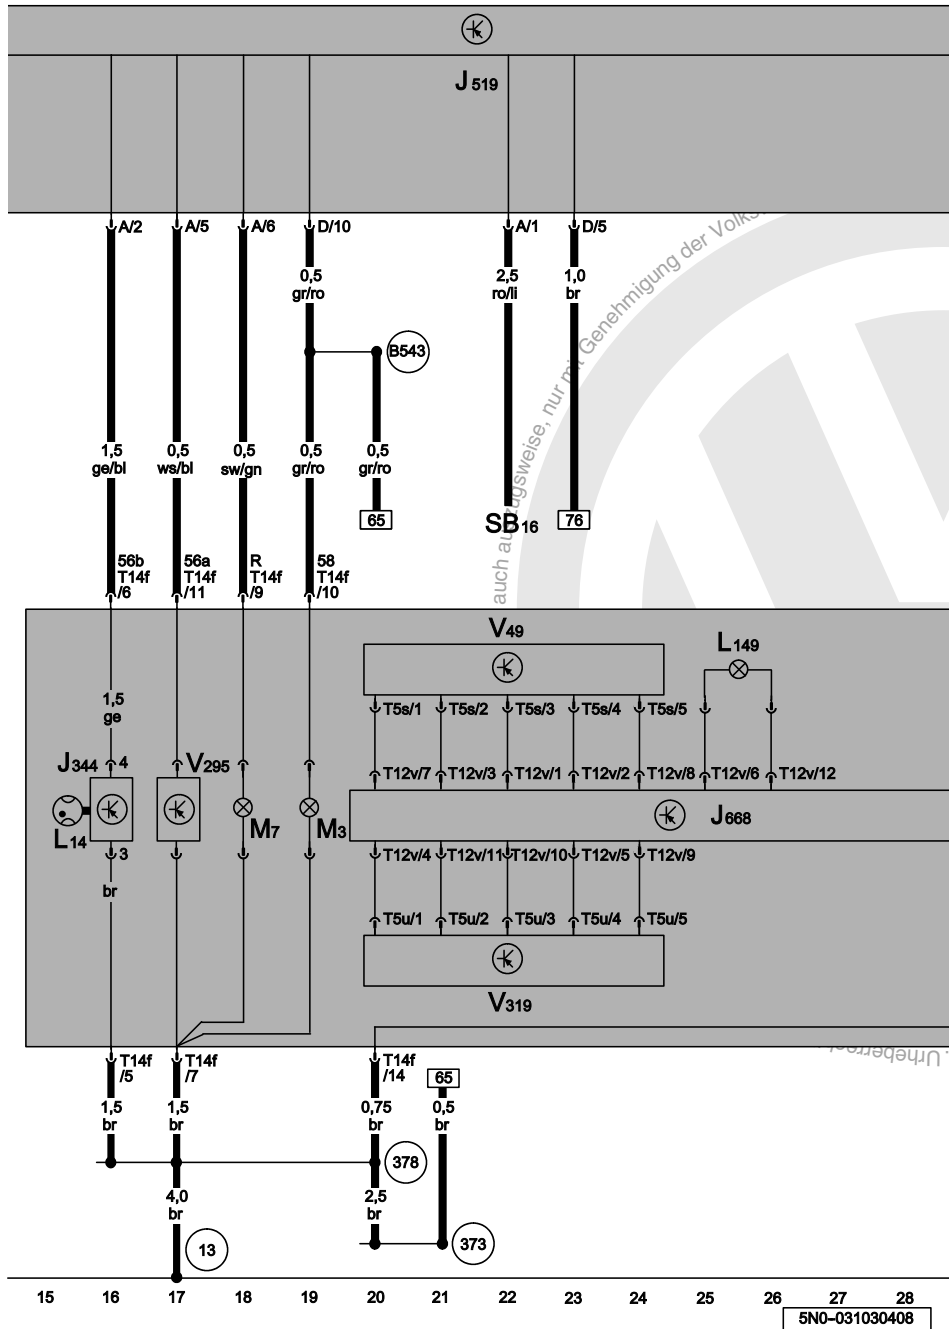 J519
A/2 A/5 A/6 D/10 A/1 D/5
auch auszugsweise, nur mit Genehmigung der Volks
0,5
gr/ro
2,5
ro/li
1,0
br
B543
1,5
ge/bl
0,5
ws/bl
0,5
sw/gn
0,5
gr/ro
0,5
gr/ro
65
SB16
76
56b
T14f
/6
56a
T14f
/11
R
T14f
/9
58
T14f
/10
V49
L149
1,5
ge
T5s/1 T5s/2 T5s/3 T5s/4 T5s/5
J344
4
V295
T12v/7 T12v/3 T12v/1 T12v/2 T12v/8 T12v/6 T12v/12
L14
M7
M3
J668
3
T12v/4 T12v/11 T12v/10 T12v/5 T12v/9
br
T5u/1 T5u/2 T5u/3 T5u/4 T5u/5
V319
Urheberrech
T14f
/5
T14f
/7
T14f
/14
65
1,5
br
1,5
br
0,75
br
0,5
br
378
4,0
br
2,5
br
13
373
15 16 17 18 19 20 21 22 23 24 25 26 27 28
5N0-031030408